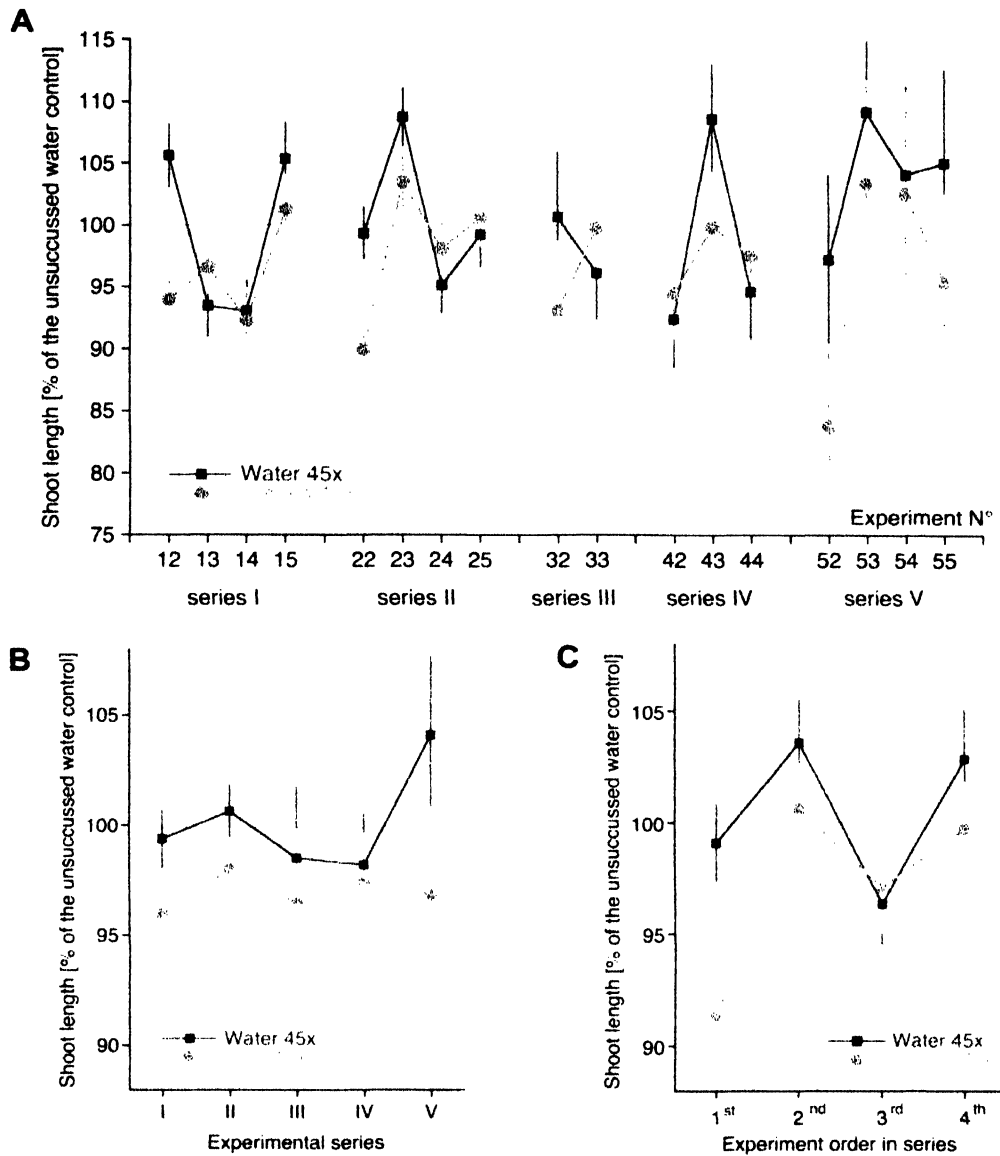 A
Shoot length [% of the unsuccussed water control]
115
110
105
100
95
90
85
80
75
Water 45x
Experiment N°
12 13 14 15 22 23 24 25 32 33 42 43 44 52 53 54 55
series I series II series III series IV series V
B
Shoot length [% of the unsuccussed water control]
105
100
95
90
Water 45x
I II III IV V
Experimental series
C
Shoot length [% of the unsuccussed water control]
105
100
95
90
Water 45x
1st 2nd 3rd 4th
Experiment order in series